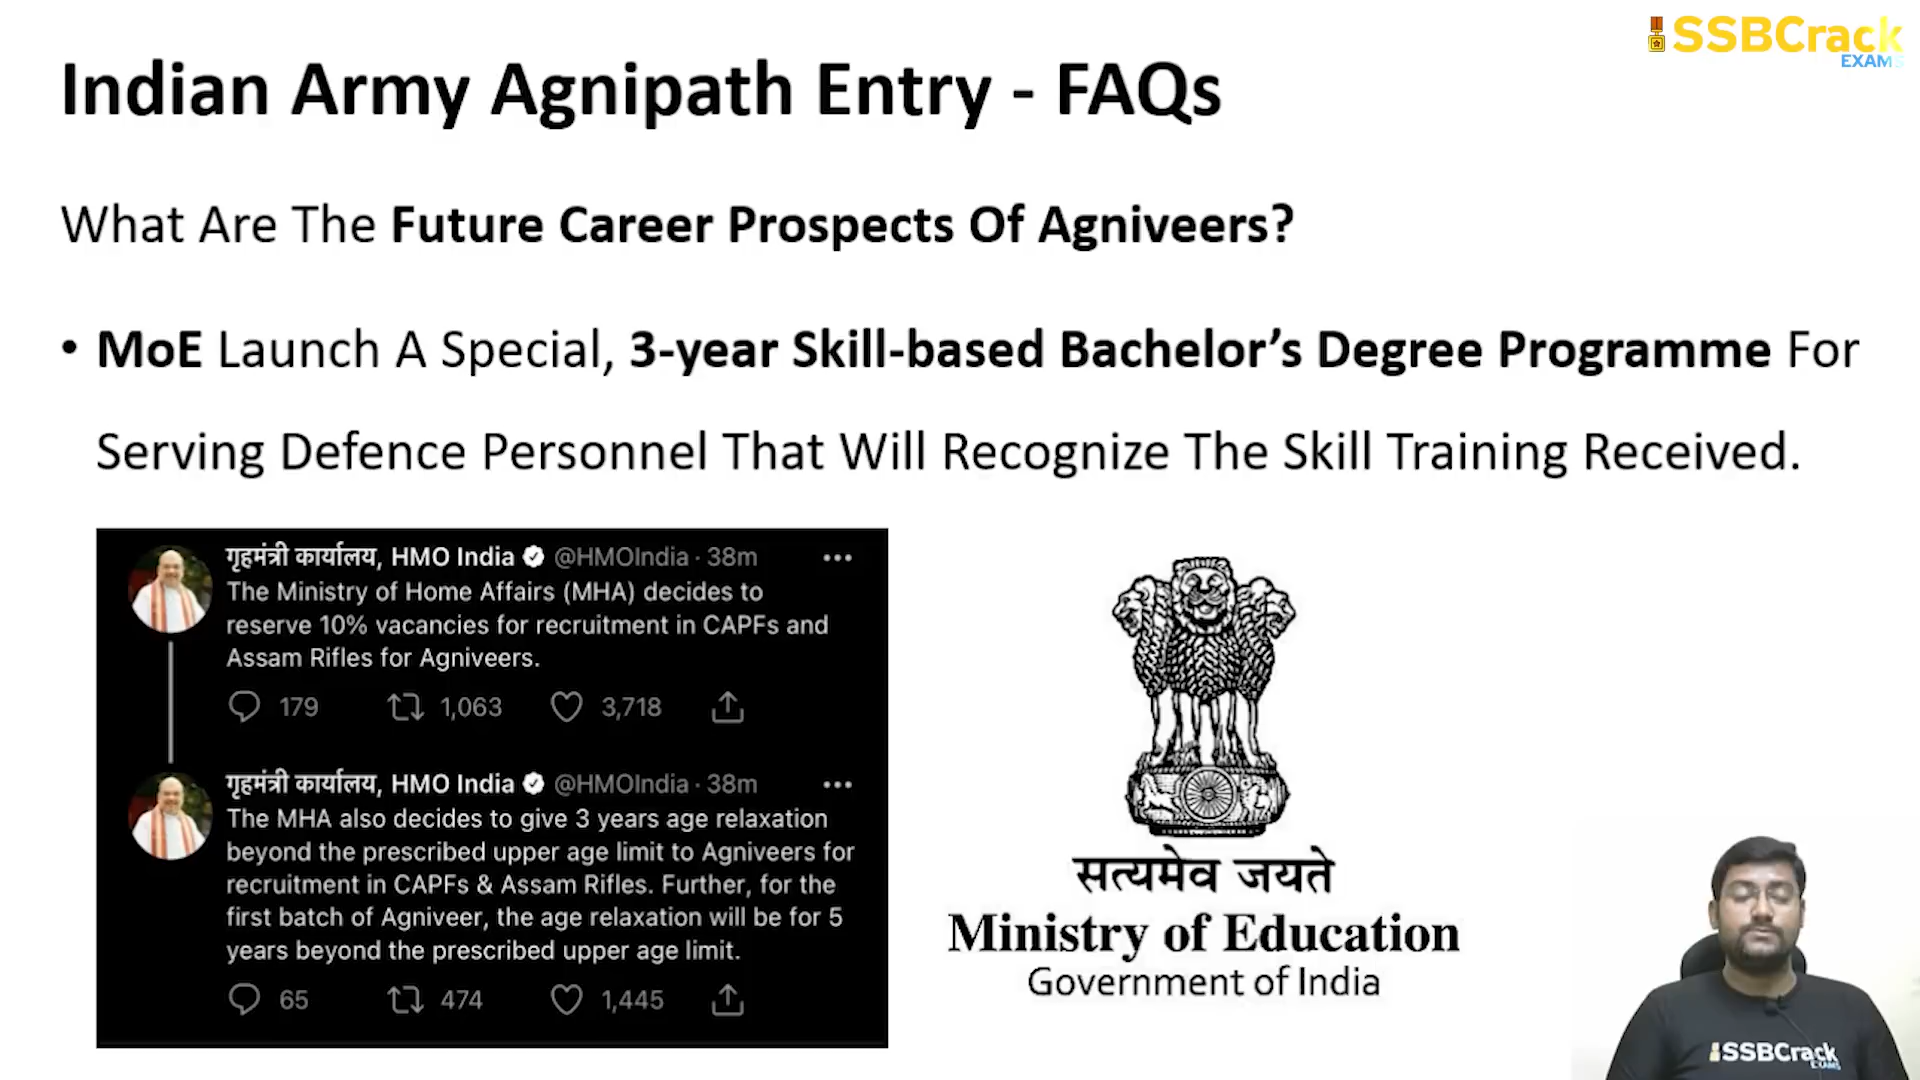 SSBCrack
EXAMS
Indian Army Agnipath Entry - FAQs
What Are The Future Career Prospects Of Agniveers?
• MoE Launch A Special, 3-year Skill-based Bachelor’s Degree Programme For
Serving Defence Personnel That Will Recognize The Skill Training Received.
गृहमंत्री कार्यालय, HMO India @HMOIndia · 38m
The Ministry of Home Affairs (MHA) decides to
reserve 10% vacancies for recruitment in CAPFs and
Assam Rifles for Agniveers.
179 1,063 3,718
गृहमंत्री कार्यालय, HMO India @HMOIndia · 38m
The MHA also decides to give 3 years age relaxation
beyond the prescribed upper age limit to Agniveers for
recruitment in CAPFs & Assam Rifles. Further, for the
first batch of Agniveer, the age relaxation will be for 5
years beyond the prescribed upper age limit.
65 474 1,445
सत्यमेव जयते
Ministry of Education
Government of India
SSBCrack
EXAMS